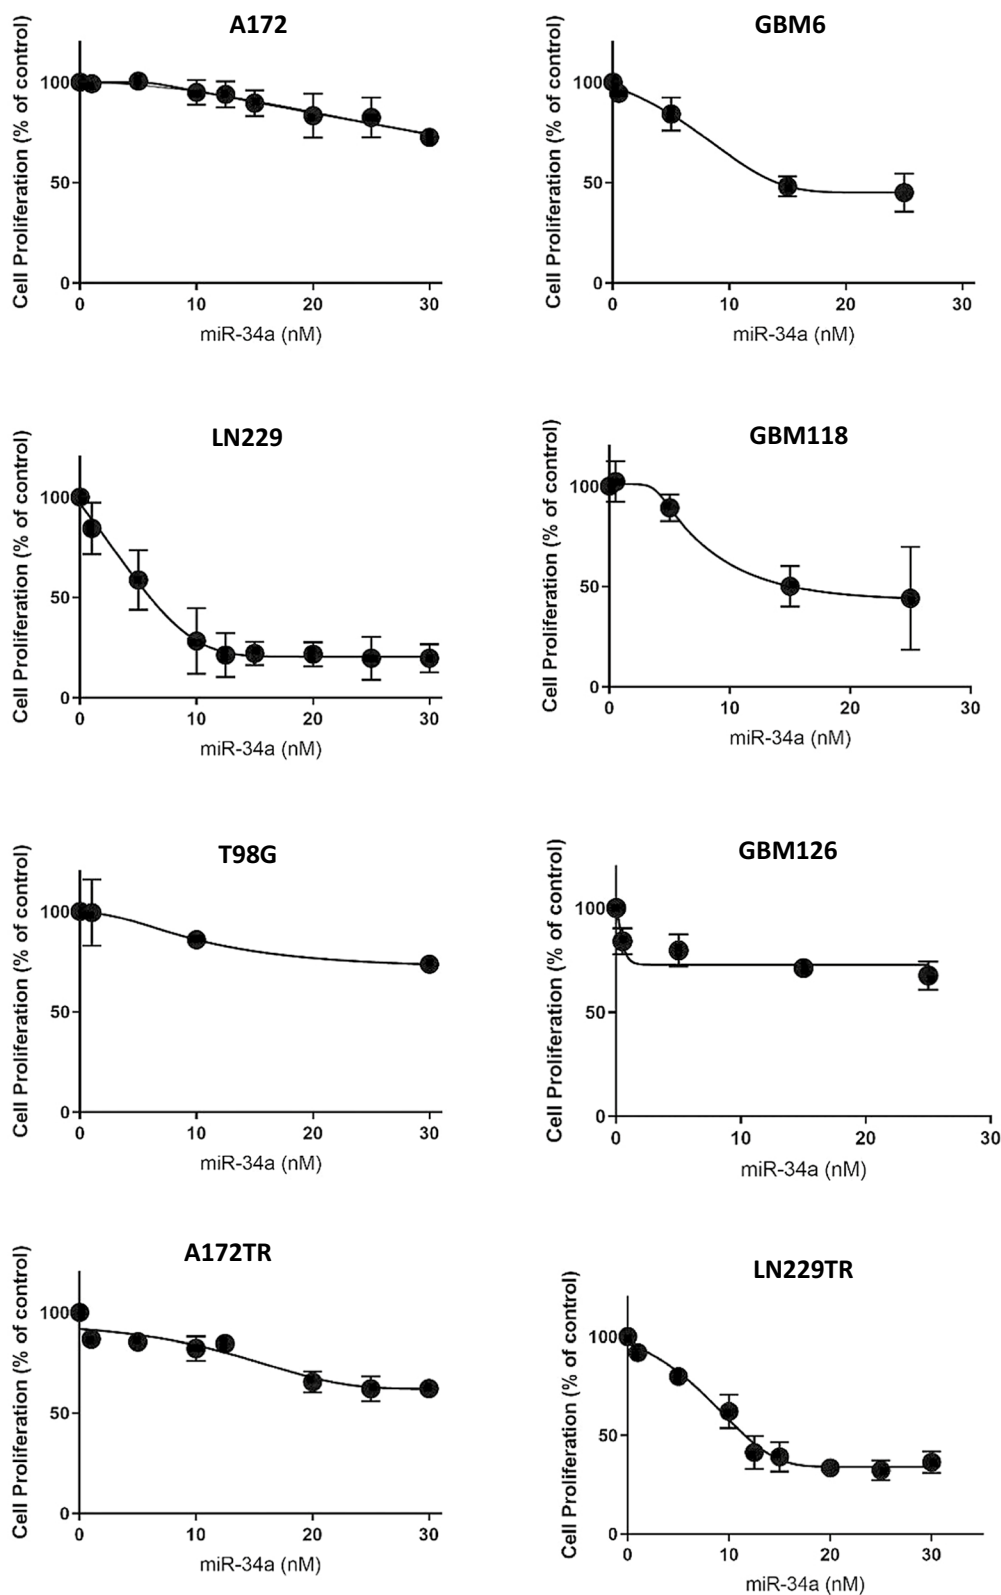 A172
Cell Proliferation (% of control)
100
50
0
0 10 20 30
miR-34a (nM)
GBM6
Cell Proliferation (% of control)
100
50
0
0 10 20 30
miR-34a (nM)
LN229
Cell Proliferation (% of control)
100
50
0
0 10 20 30
miR-34a (nM)
GBM118
Cell Proliferation (% of control)
100
50
0
0 10 20 30
miR-34a (nM)
T98G
Cell Proliferation (% of control)
100
50
0
0 10 20 30
miR-34a (nM)
GBM126
Cell Proliferation (% of control)
100
50
0
0 10 20 30
miR-34a (nM)
A172TR
Cell Proliferation (% of control)
100
50
0
0 10 20 30
miR-34a (nM)
LN229TR
Cell Proliferation (% of control)
100
50
0
0 10 20 30
miR-34a (nM)